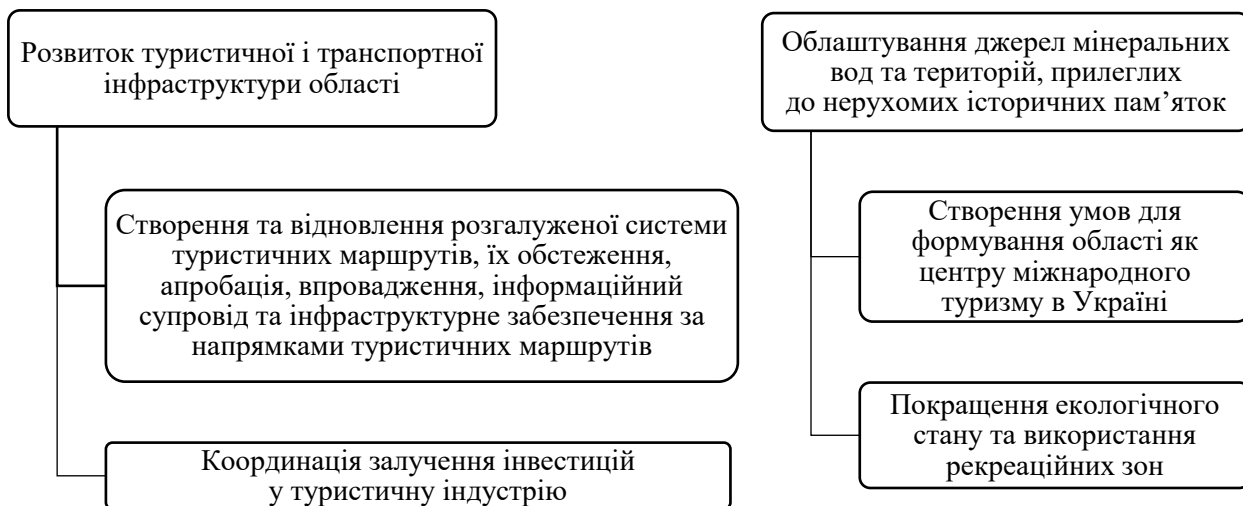 Розвиток туристичної і транспортної
інфраструктури області
Створення та відновлення розгалуженої системи
туристичних маршрутів, їх обстеження,
апробація, впровадження, інформаційний
супровід та інфраструктурне забезпечення за
напрямками туристичних маршрутів
Координація залучення інвестицій
у туристичну індустрію
Облаштування джерел мінеральних
вод та територій, прилеглих
до нерухомих історичних пам’яток
Створення умов для
формування області як
центру міжнародного
туризму в Україні
Покращення екологічного
стану та використання
рекреаційних зон